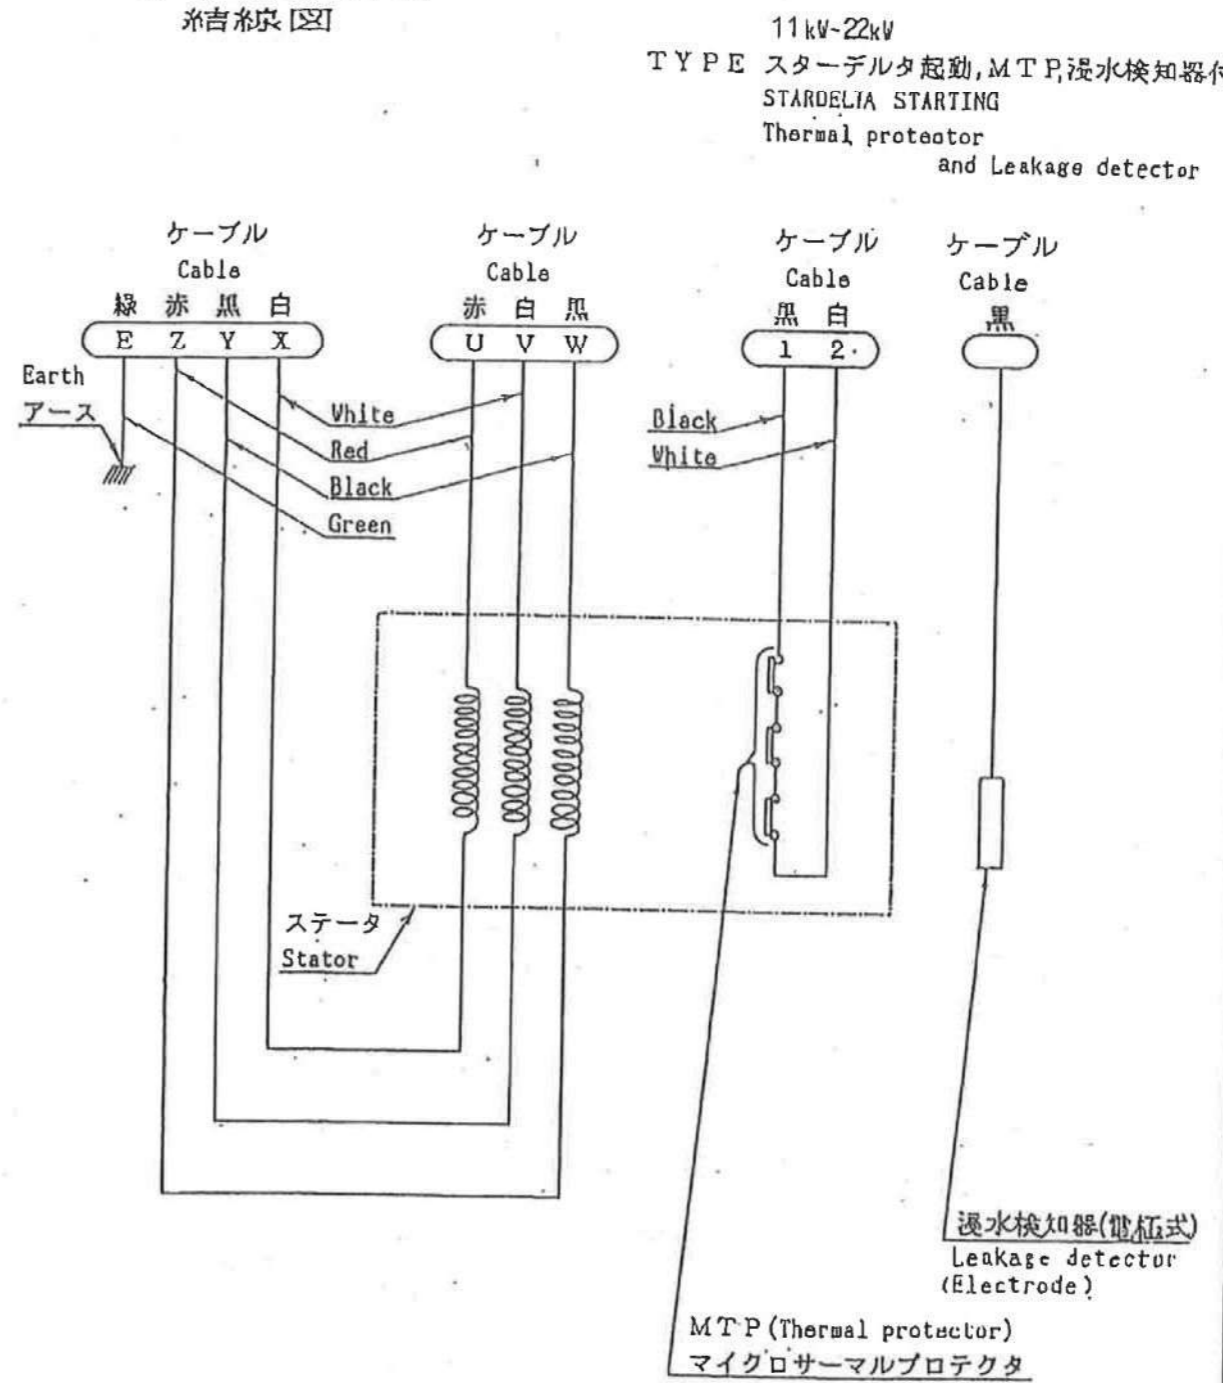 結線図
11kW-22kW
TYPE スターデルタ起動,MTP,浸水検知器付
STARDELTA STARTING
Thermal protector
and Leakage detector
ケーブル
Cable
緑 赤 黒 白
E Z Y X
ケーブル
Cable
赤 白 黒
U V W
ケーブル
Cable
黒 白
1 2
ケーブル
Cable
黒
Earth
アース
White
Red
Black
Green
Black
White
ステータ
Stator
浸水検知器(電極式)
Leakage detector
(Electrode)
MTP (Thermal protector)
マイクロサーマルプロテクタ